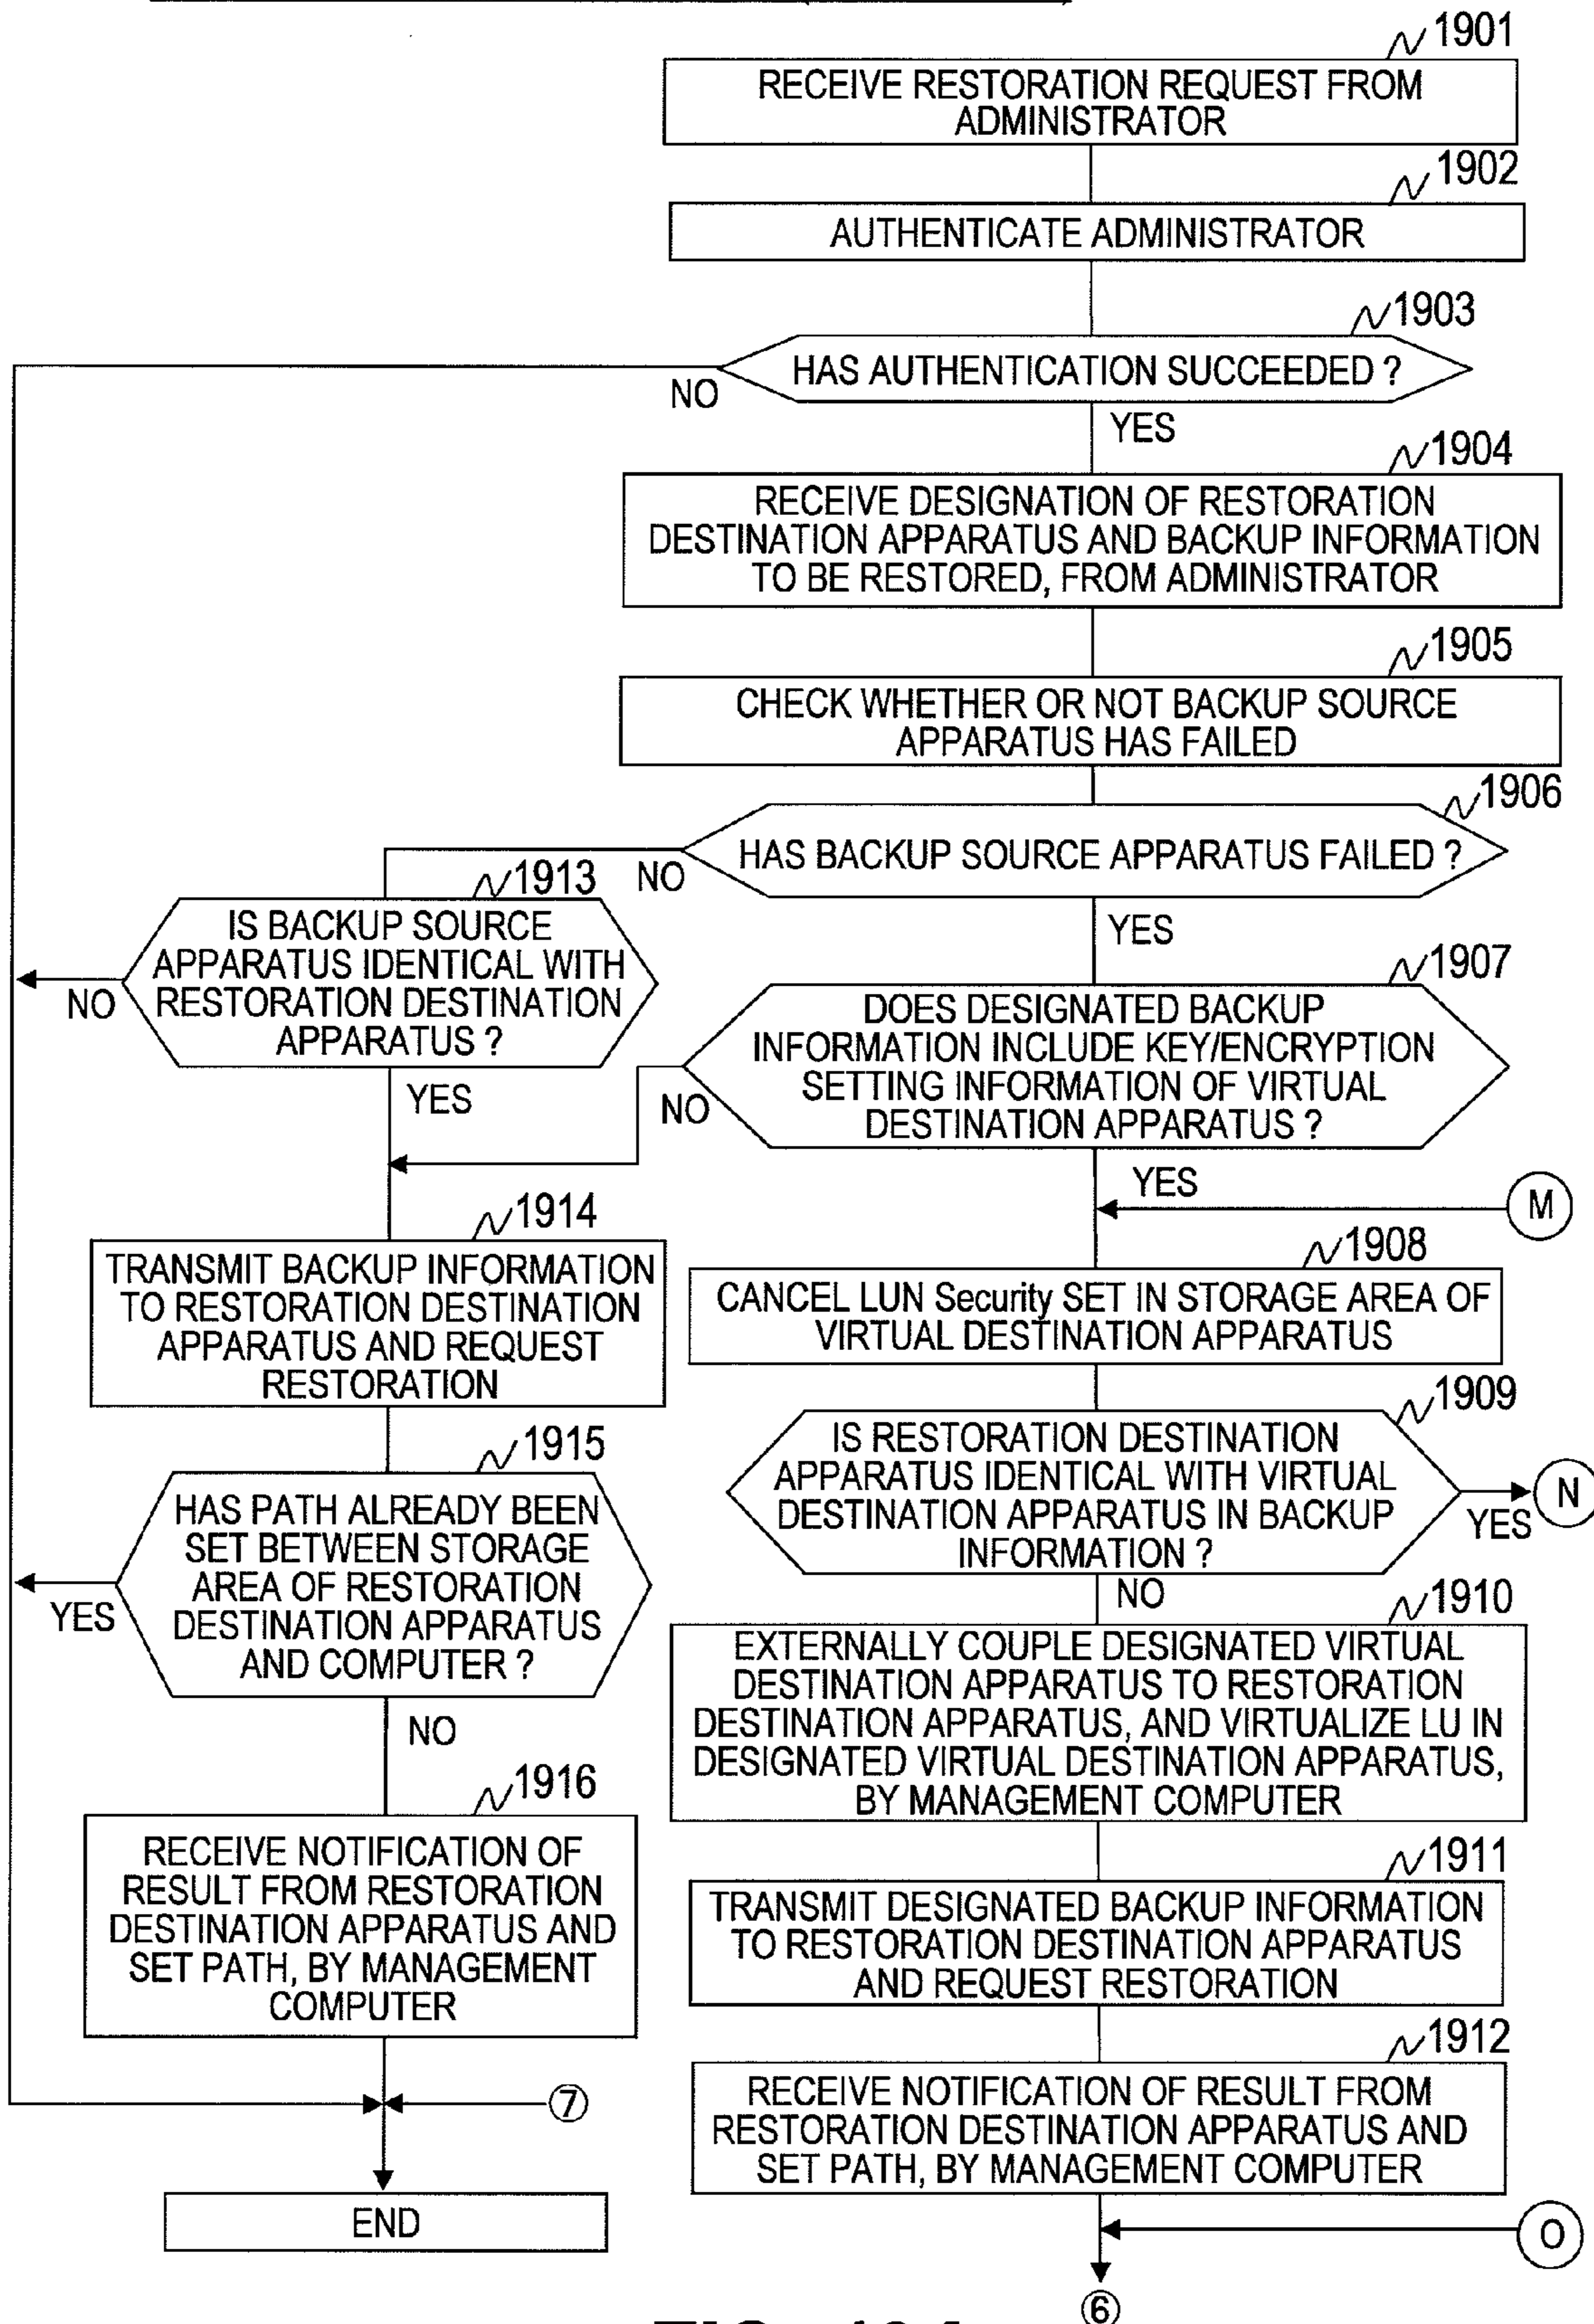 1901
RECEIVE RESTORATION REQUEST FROM
ADMINISTRATOR
1902
AUTHENTICATE ADMINISTRATOR
1903
HAS AUTHENTICATION SUCCEEDED ?
NO
YES
1904
RECEIVE DESIGNATION OF RESTORATION
DESTINATION APPARATUS AND BACKUP INFORMATION
TO BE RESTORED, FROM ADMINISTRATOR
1905
CHECK WHETHER OR NOT BACKUP SOURCE
APPARATUS HAS FAILED
1906
HAS BACKUP SOURCE APPARATUS FAILED ?
NO
YES
1913
IS BACKUP SOURCE
APPARATUS IDENTICAL WITH
RESTORATION DESTINATION
APPARATUS ?
NO
YES
1907
DOES DESIGNATED BACKUP
INFORMATION INCLUDE KEY/ENCRYPTION
SETTING INFORMATION OF VIRTUAL
DESTINATION APPARATUS ?
NO
YES
M
1914
TRANSMIT BACKUP INFORMATION
TO RESTORATION DESTINATION
APPARATUS AND REQUEST
RESTORATION
1908
CANCEL LUN Security SET IN STORAGE AREA OF
VIRTUAL DESTINATION APPARATUS
1909
IS RESTORATION DESTINATION
APPARATUS IDENTICAL WITH VIRTUAL
DESTINATION APPARATUS IN BACKUP
INFORMATION ?
YES
N
NO
1915
HAS PATH ALREADY BEEN
SET BETWEEN STORAGE
AREA OF RESTORATION
DESTINATION APPARATUS
AND COMPUTER ?
YES
NO
1910
EXTERNALLY COUPLE DESIGNATED VIRTUAL
DESTINATION APPARATUS TO RESTORATION
DESTINATION APPARATUS, AND VIRTUALIZE LU IN
DESIGNATED VIRTUAL DESTINATION APPARATUS,
BY MANAGEMENT COMPUTER
1916
RECEIVE NOTIFICATION OF
RESULT FROM RESTORATION
DESTINATION APPARATUS AND
SET PATH, BY MANAGEMENT
COMPUTER
1911
TRANSMIT DESIGNATED BACKUP INFORMATION
TO RESTORATION DESTINATION APPARATUS
AND REQUEST RESTORATION
1912
RECEIVE NOTIFICATION OF RESULT FROM
RESTORATION DESTINATION APPARATUS AND
SET PATH, BY MANAGEMENT COMPUTER
⑦
END
O
⑥